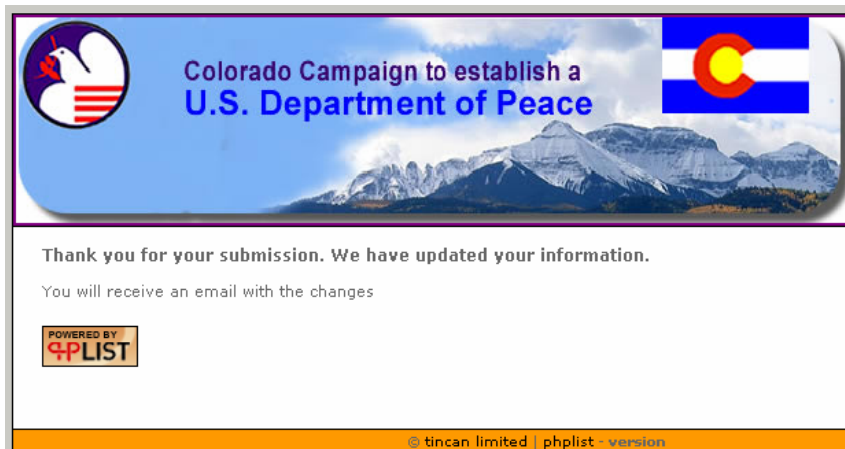 Colorado Campaign to establish a
U.S. Department of Peace
Thank you for your submission. We have updated your information.
You will receive an email with the changes
POWERED BY
PHPLIST
© tincan limited | phplist - version